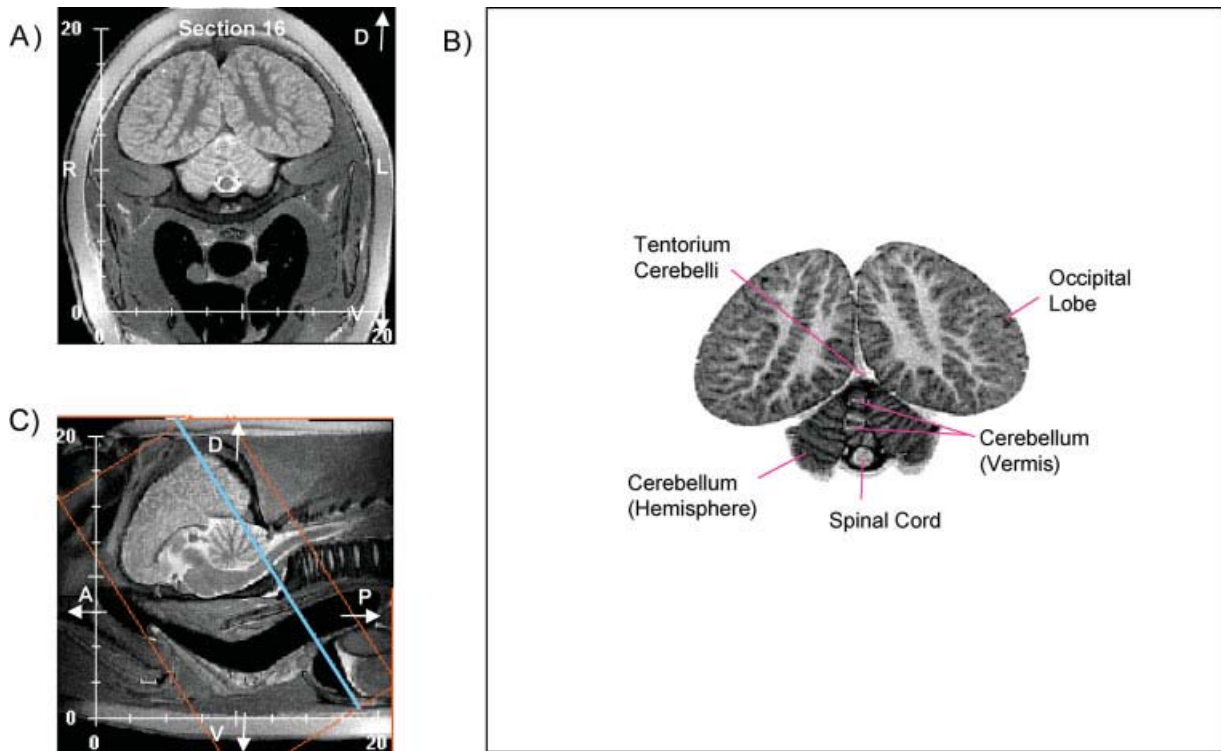 A)
20
Section 16
D
R
L
0
V
0
20
B)
Tentorium
Cerebelli
Occipital
Lobe
Cerebellum
(Vermis)
Cerebellum
(Hemisphere)
Spinal Cord
C)
20
D
A
P
0
V
0
20